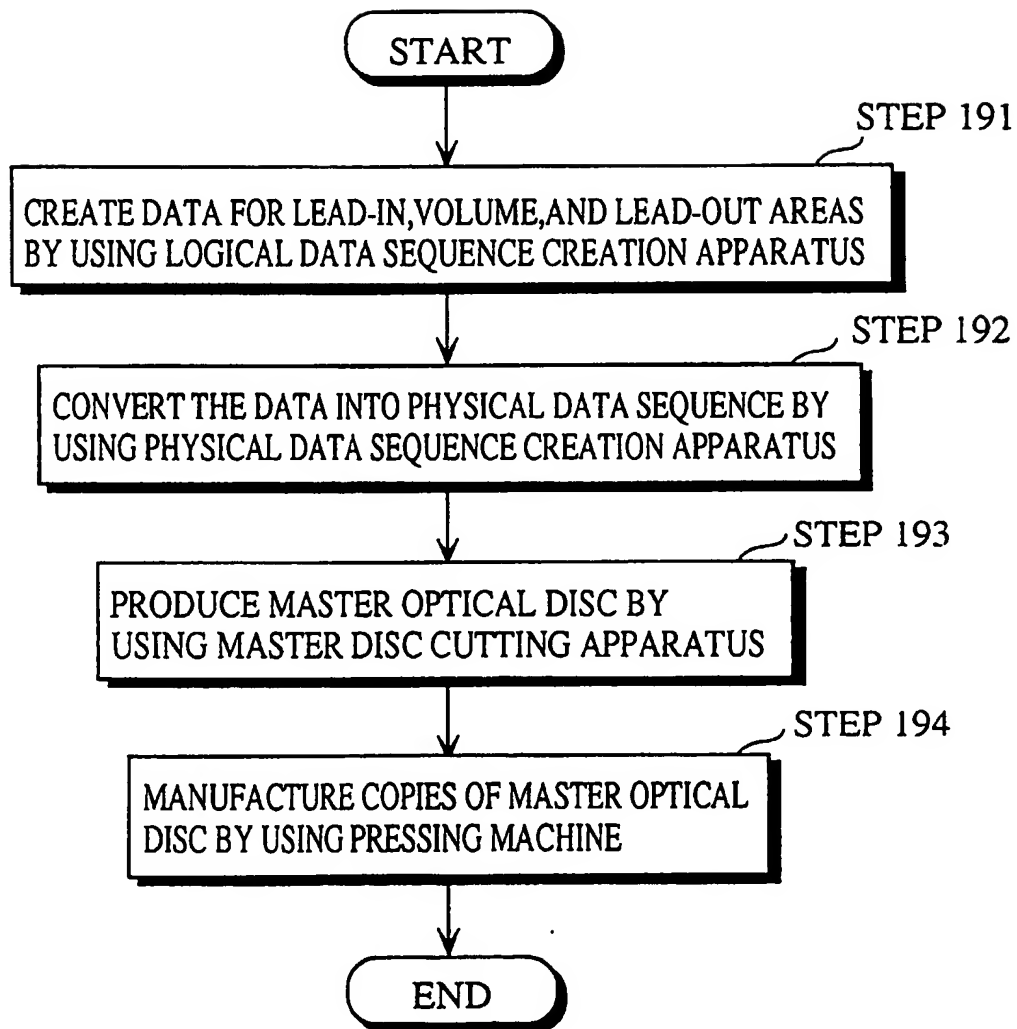 START
STEP 191
CREATE DATA FOR LEAD-IN,VOLUME,AND LEAD-OUT AREAS
BY USING LOGICAL DATA SEQUENCE CREATION APPARATUS
STEP 192
CONVERT THE DATA INTO PHYSICAL DATA SEQUENCE BY
USING PHYSICAL DATA SEQUENCE CREATION APPARATUS
STEP 193
PRODUCE MASTER OPTICAL DISC BY
USING MASTER DISC CUTTING APPARATUS
STEP 194
MANUFACTURE COPIES OF MASTER OPTICAL
DISC BY USING PRESSING MACHINE
END